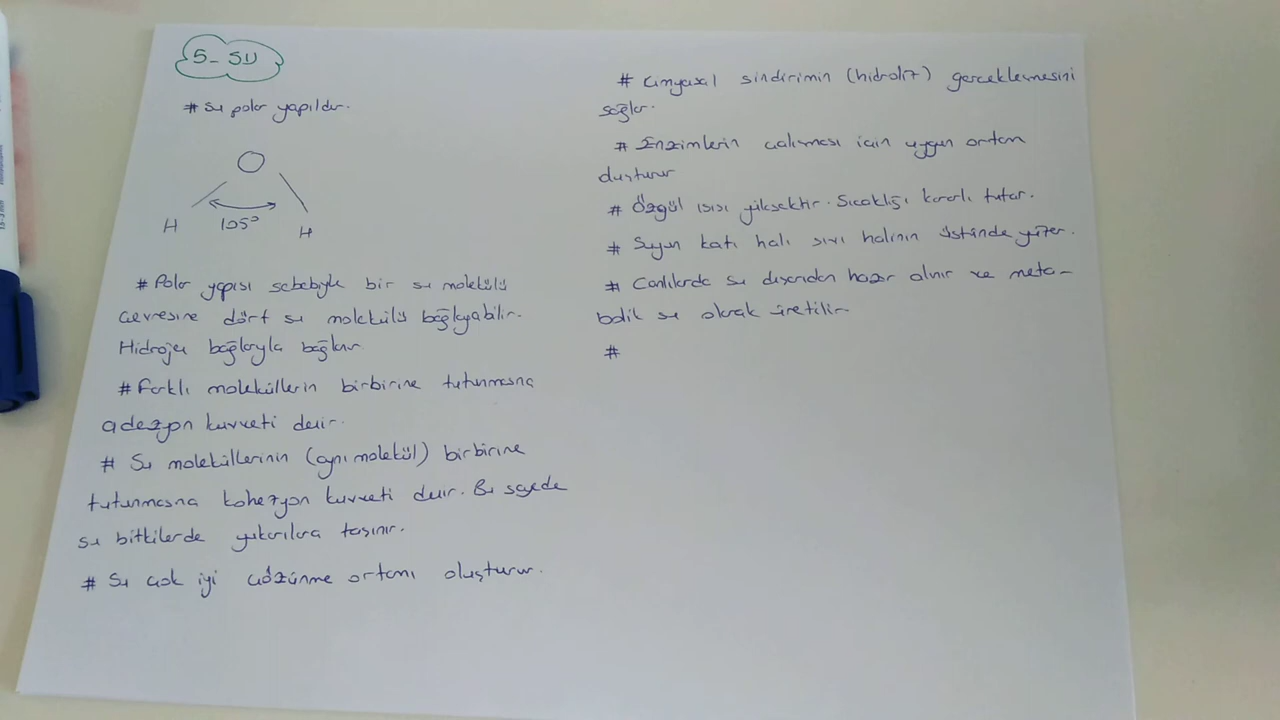 5- SU
# Su polar yapılıdır.
O
H
105°
H
# Polar yapısı sebebiyle bir su molekülü
çevresine dört su molekülü bağlayabilir.
Hidrojen bağlarıyla bağlanır
# Farklı moleküllerin birbirine tutunmasına
adezyon kuvveti denir.
# Su moleküllerinin (aynı molekül) birbirine
tutunmasına kohezyon kuvveti denir. Bu sayede
su bitkilerde yukarılara taşınır.
# Su çok iyi çözünme ortamı oluşturur.
# Kimyasal sindirimin (hidroliz) gerçekleşmesini
sağlar.
# Enzimlerin çalışması için uygun ortam
oluşturur
# Özgül ısısı yüksektir. Sıcaklığı kararlı tutar.
# Suyun katı hali sıvı halinin üstünde yüzer.
# Canlılarda su dışarıdan hazır alınır ve meta-
bolik su olarak üretilir.
#